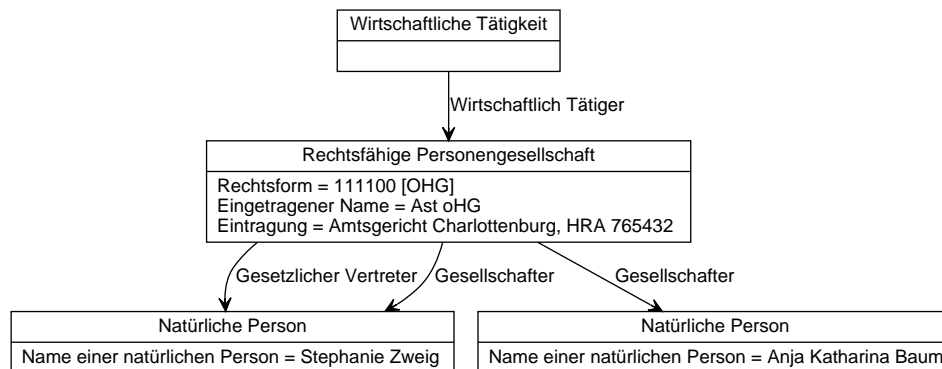 Wirtschaftliche Tätigkeit
Wirtschaftlich Tätiger
Rechtsfähige Personengesellschaft
Rechtsform = 111100 [OHG]
Eingetragener Name = Ast oHG
Eintragung = Amtsgericht Charlottenburg, HRA 765432
Gesetzlicher Vertreter
Gesellschafter
Gesellschafter
Natürliche Person
Name einer natürlichen Person = Stephanie Zweig
Natürliche Person
Name einer natürlichen Person = Anja Katharina Baum